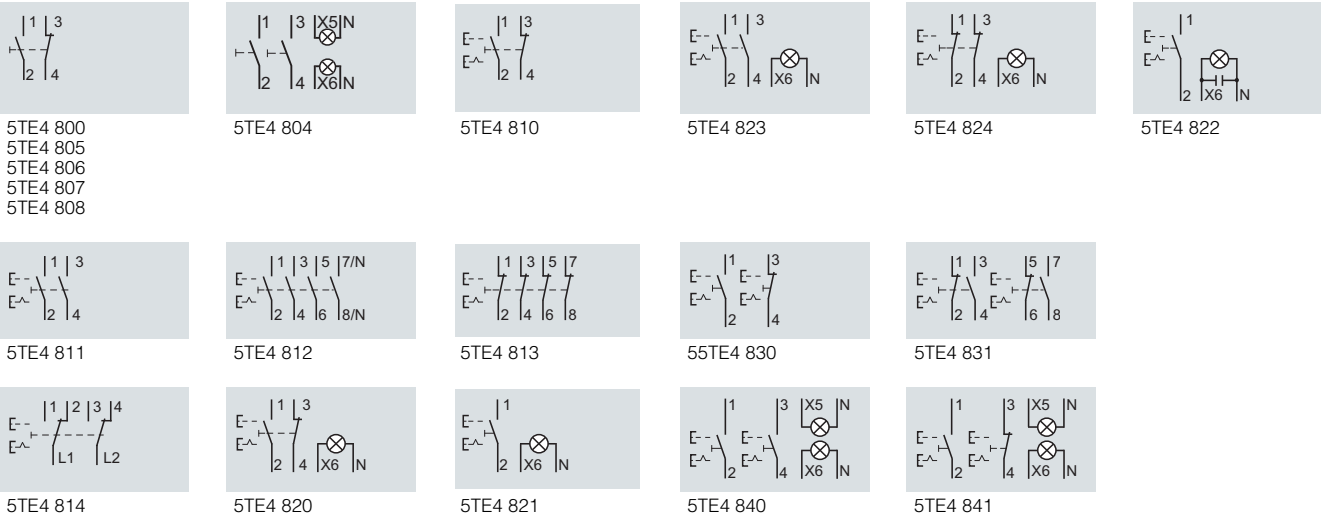 1 3
2 4
5TE4 800
5TE4 805
5TE4 806
5TE4 807
5TE4 808
1 3 X5 N
2 4 X6 N
5TE4 804
1 3
2 4
5TE4 810
1 3
2 4 X6 N
5TE4 823
1 3
2 4 X6 N
5TE4 824
1
2 X6 N
5TE4 822
1 3
2 4
5TE4 811
1 3 5 7/N
2 4 6 8/N
5TE4 812
1 3 5 7
2 4 6 8
5TE4 813
1 3
2 4
55TE4 830
1 3 5 7
2 4 6 8
5TE4 831
1 2 3 4
L1 L2
5TE4 814
1 3
2 4 X6 N
5TE4 820
1
2 X6 N
5TE4 821
1 3 X5 N
2 4 X6 N
5TE4 840
1 3 X5 N
2 4 X6 N
5TE4 841